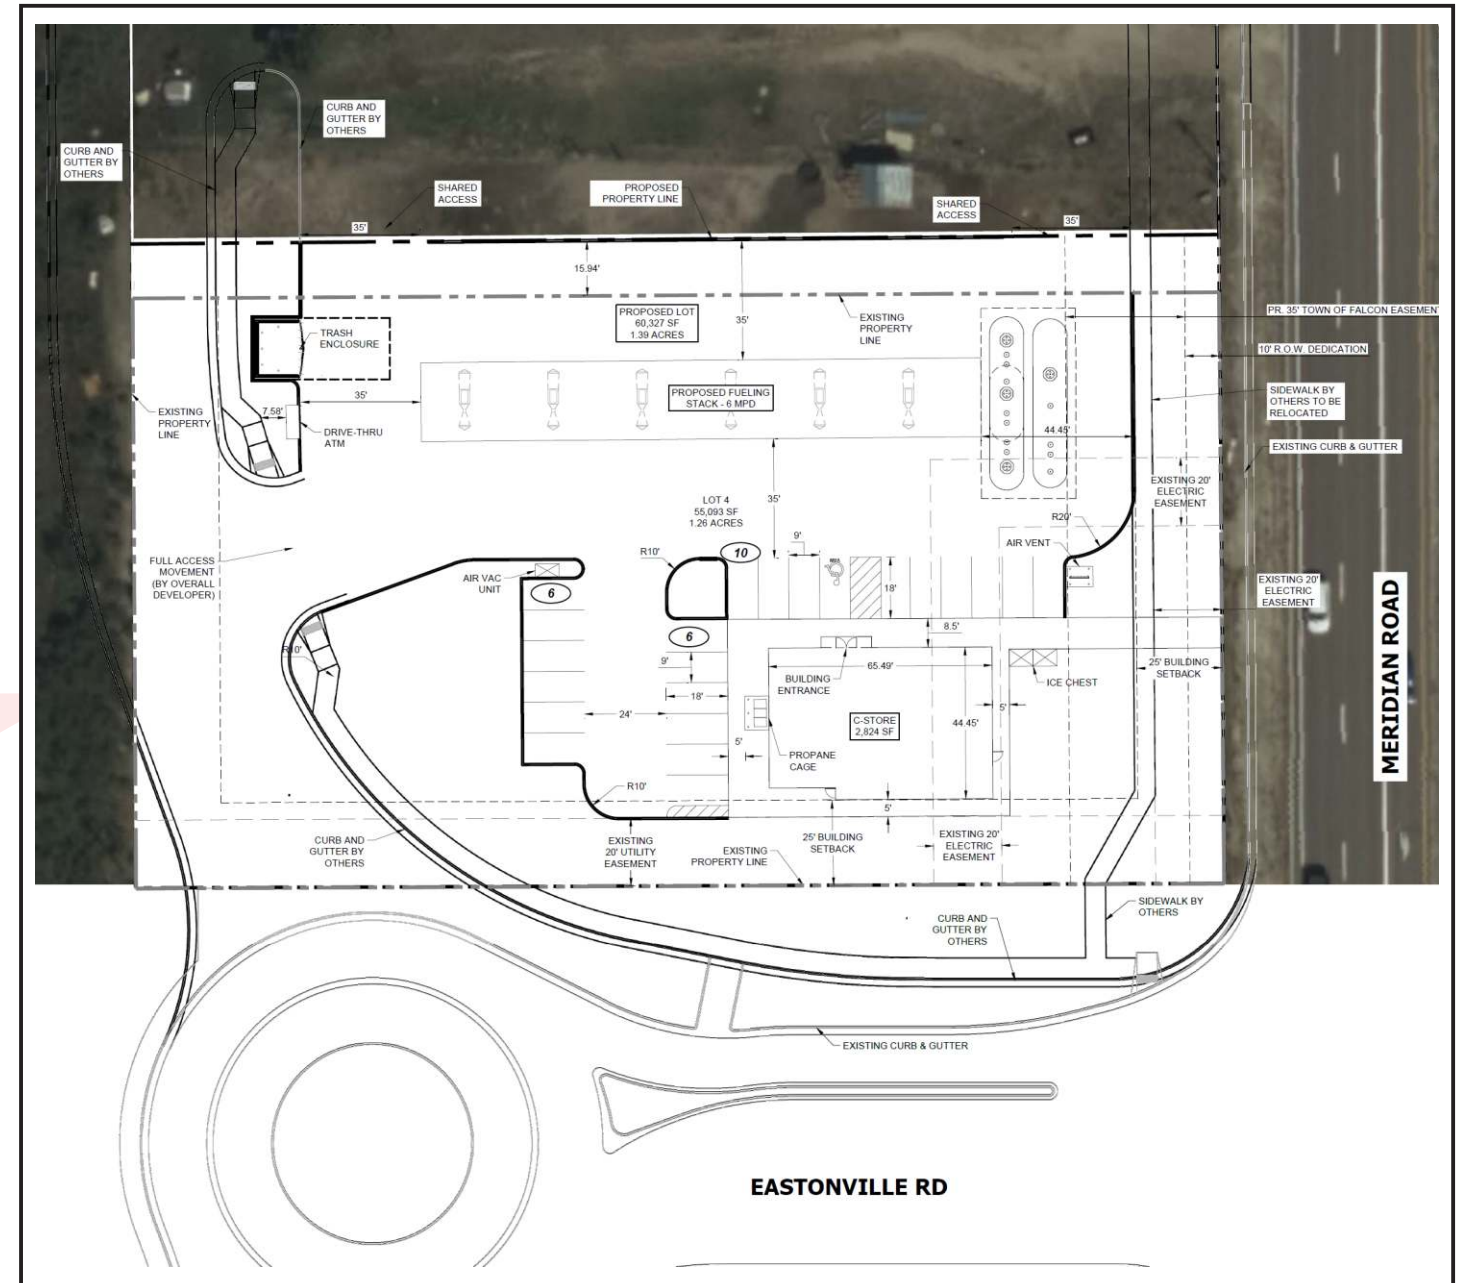 CURB AND
GUTTER BY
OTHERS
CURB AND
GUTTER BY
OTHERS
SHARED
ACCESS
PROPOSED
PROPERTY LINE
SHARED
ACCESS
35'
35'
15.94'
PROPOSED LOT
60,327 SF
1.39 ACRES
35'
EXISTING
PROPERTY
LINE
PR. 35' TOWN OF FALCON EASEMENT
TRASH
ENCLOSURE
10' R.O.W. DEDICATION
35'
PROPOSED FUELING
STACK - 6 MPD
SIDEWALK BY
OTHERS TO BE
RELOCATED
EXISTING
PROPERTY
LINE
7.58'
DRIVE-THRU
ATM
44.45'
EXISTING CURB & GUTTER
LOT 4
55,093 SF
1.26 ACRES
35'
EXISTING 20'
ELECTRIC
EASEMENT
R20'
9'
AIR VENT
R10'
10
FULL ACCESS
MOVEMENT
(BY OVERALL
DEVELOPER)
AIR VAC
UNIT
6
18'
EXISTING 20'
ELECTRIC
EASEMENT
MERIDIAN ROAD
8.5'
6
R10'
9'
65.49'
BUILDING
ENTRANCE
ICE CHEST
25' BUILDING
SETBACK
18'
24'
C-STORE
2,824 SF
44.45'
5'
5'
PROPANE
CAGE
R10'
5'
CURB AND
GUTTER BY
OTHERS
EXISTING
20' UTILITY
EASEMENT
EXISTING
PROPERTY LINE
25' BUILDING
SETBACK
EXISTING 20'
ELECTRIC
EASEMENT
SIDEWALK BY
OTHERS
CURB AND
GUTTER BY
OTHERS
EXISTING CURB & GUTTER
EASTONVILLE RD